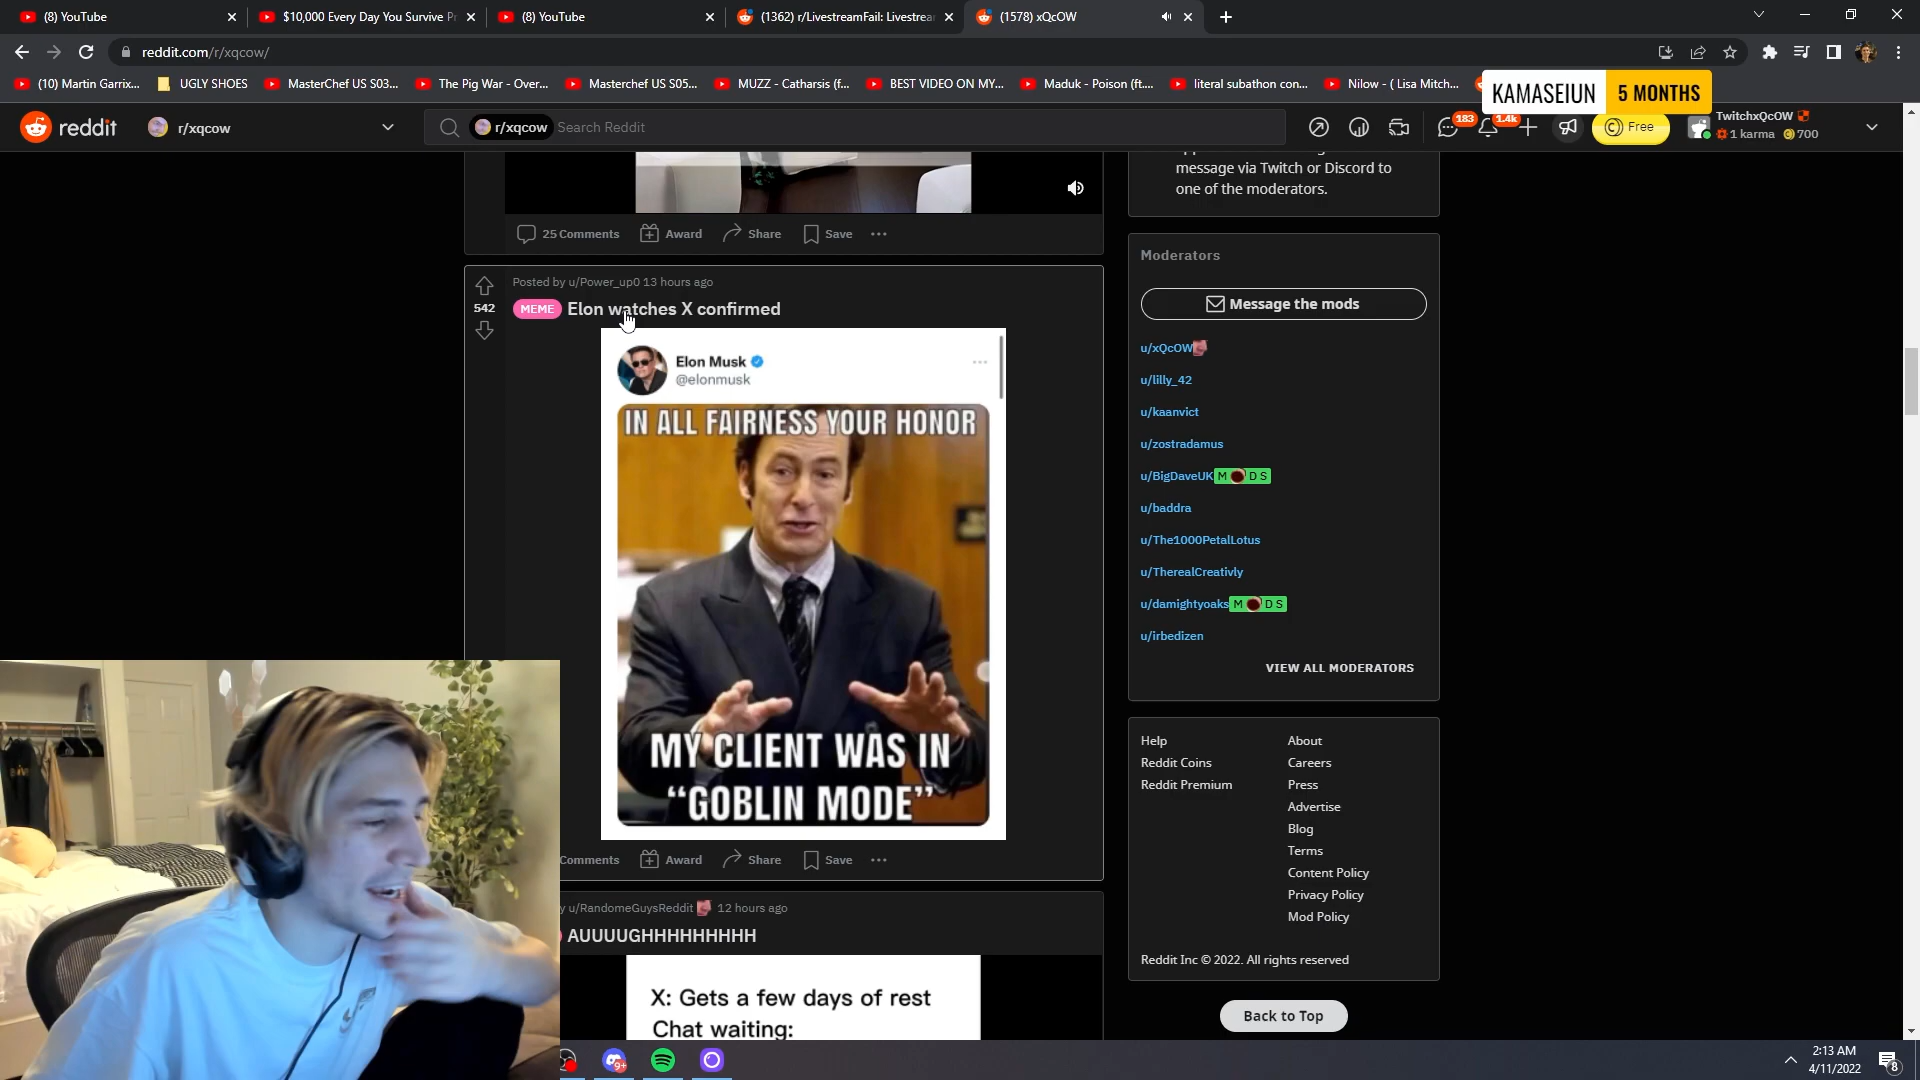 (8) YouTube
$10,000 Every Day You Survive Pr
(8) YouTube
(1362) r/LivestreamFail: Livestrea
(1578) xQcOW
reddit.com/r/xqcow/
(10) Martin Garrix...
UGLY SHOES
MasterChef US S03...
The Pig War - Over...
Masterchef US S05...
MUZZ - Catharsis (f...
BEST VIDEO ON MY...
Maduk - Poison (ft....
literal subathon con...
Nilow - ( Lisa Mitch...
KAMASEIUN 5 MONTHS
reddit
r/xqcow
r/xqcow Search Reddit
183
1.4k
Free
TwitchxQcOW
1 karma 700
message via Twitch or Discord to
one of the moderators.
25 Comments Award Share Save
Posted by u/Power_up0 13 hours ago
542
MEME Elon watches X confirmed
Elon Musk
@elonmusk
IN ALL FAIRNESS YOUR HONOR
MY CLIENT WAS IN
“GOBLIN MODE”
Comments Award Share Save
y u/RandomeGuysReddit 12 hours ago
AUUUUGHHHHHHHHH
X: Gets a few days of rest
Chat waiting:
Moderators
Message the mods
u/xQcOW
u/lilly_42
u/kaanvict
u/zostradamus
u/BigDaveUK M DS
u/baddra
u/The1000PetalLotus
u/TherealCreativly
u/damightyoaks M DS
u/irbedizen
VIEW ALL MODERATORS
Help
Reddit Coins
Reddit Premium
About
Careers
Press
Advertise
Blog
Terms
Content Policy
Privacy Policy
Mod Policy
Reddit Inc © 2022. All rights reserved
Back to Top
9+
2:13 AM
4/11/2022
8